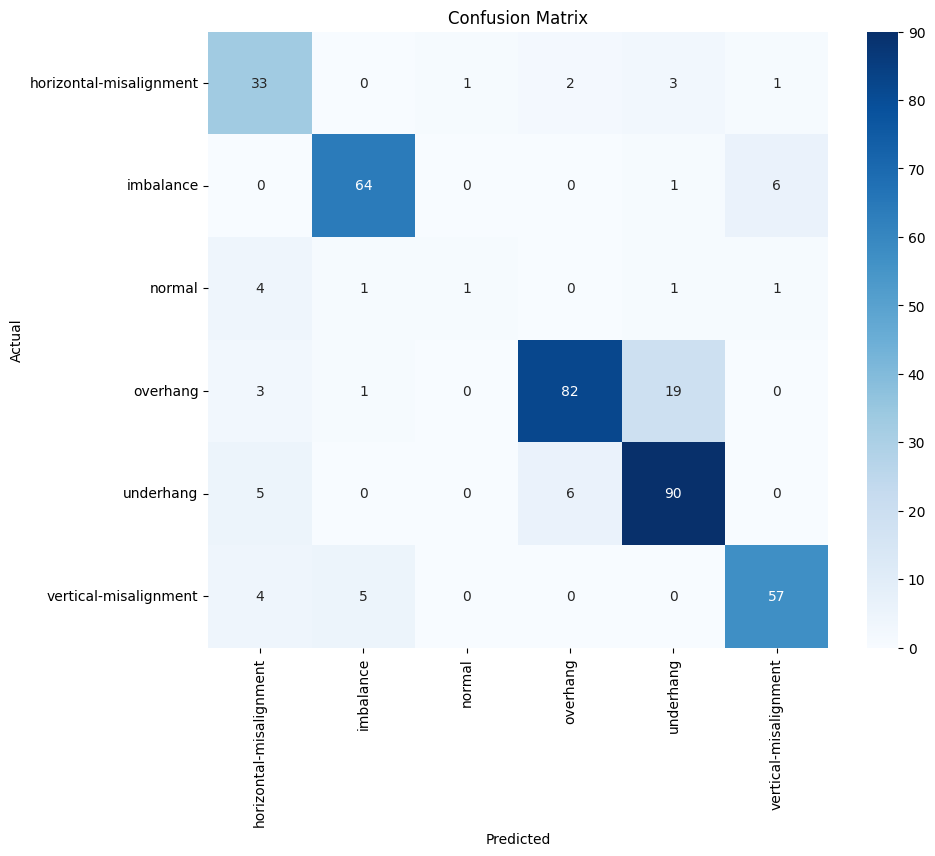 Confusion Matrix
horizontal-misalignment 33 0 1 2 3 1
imbalance 0 64 0 0 1 6
normal 4 1 1 0 1 1
overhang 3 1 0 82 19 0
underhang 5 0 0 6 90 0
vertical-misalignment 4 5 0 0 0 57
Actual
horizontal-misalignment
imbalance
normal
overhang
underhang
vertical-misalignment
Predicted
90
80
70
60
50
40
30
20
10
0